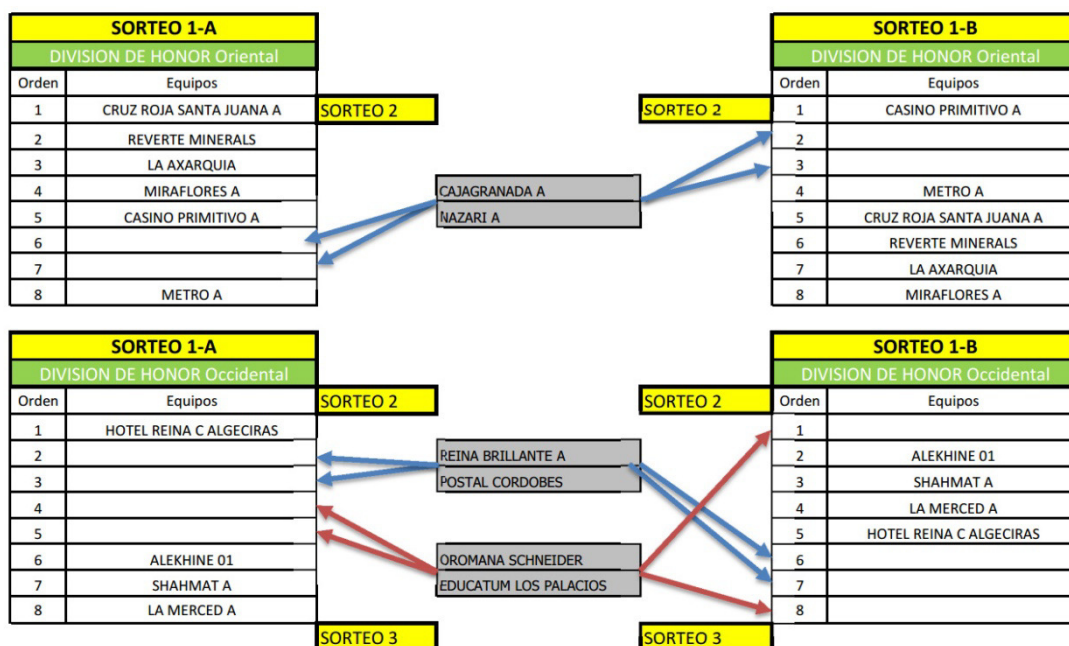 SORTEO 1-A
DIVISION DE HONOR Oriental
Orden Equipos
1 CRUZ ROJA SANTA JUANA A
2 REVERTE MINERALS
3 LA AXARQUIA
4 MIRAFLORES A
5 CASINO PRIMITIVO A
6
7
8 METRO A
SORTEO 2
CAJAGRANADA A
NAZARI A
SORTEO 2
SORTEO 1-B
DIVISION DE HONOR Oriental
Orden Equipos
1 CASINO PRIMITIVO A
2
3
4 METRO A
5 CRUZ ROJA SANTA JUANA A
6 REVERTE MINERALS
7 LA AXARQUIA
8 MIRAFLORES A
SORTEO 1-A
DIVISION DE HONOR Occidental
Orden Equipos
1 HOTEL REINA C ALGECIRAS
2
3
4
5
6 ALEKHINE 01
7 SHAHMAT A
8 LA MERCED A
SORTEO 2
REINA BRILLANTE A
POSTAL CORDOBES
OROMANA SCHNEIDER
EDUCATUM LOS PALACIOS
SORTEO 3
SORTEO 2
SORTEO 3
SORTEO 1-B
DIVISION DE HONOR Occidental
Orden Equipos
1
2 ALEKHINE 01
3 SHAHMAT A
4 LA MERCED A
5 HOTEL REINA C ALGECIRAS
6
7
8